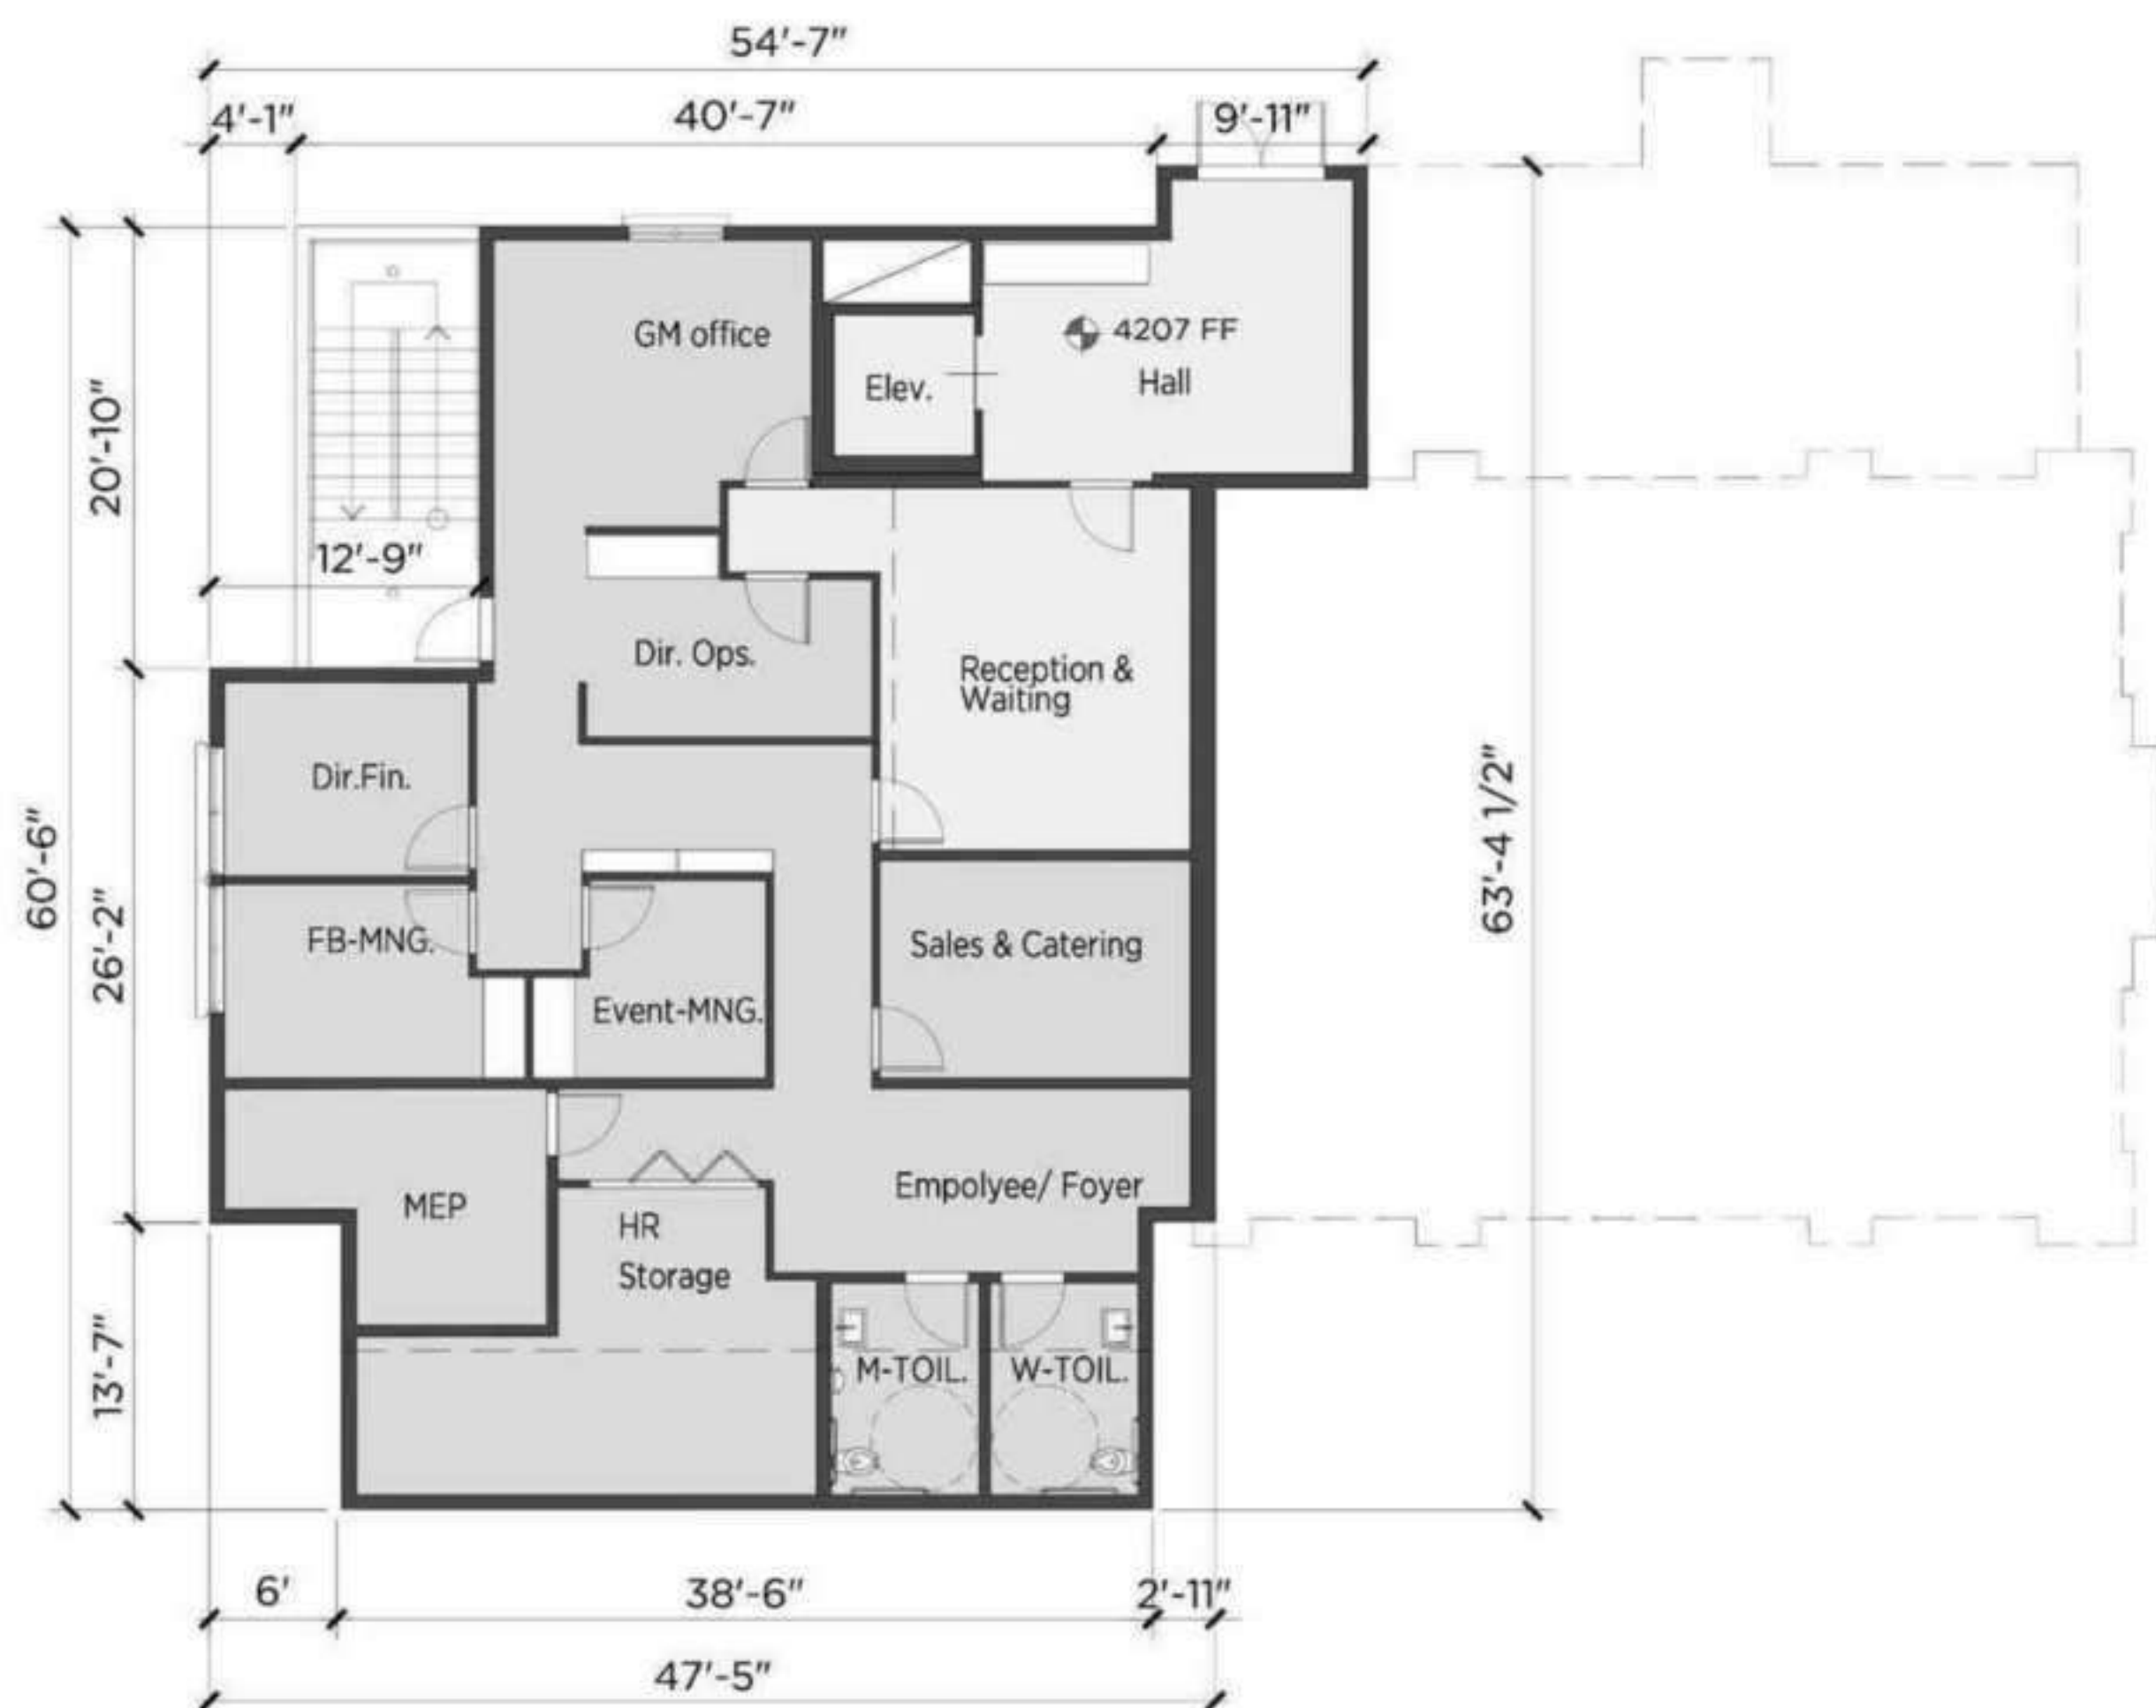 54'-7"
4'-1"
40'-7"
9'-11"
GM office
4207 FF
Hall
Elev.
20'-10"
12'-9"
Dir. Ops.
Reception &
Waiting
Dir.Fin.
60'-6"
63'-4 1/2"
26'-2"
FB-MNG.
Sales & Catering
Event-MNG.
MEP
Empolyee/ Foyer
HR
Storage
13'-7"
M-TOIL.
W-TOIL.
6'
38'-6"
2'-11"
47'-5"